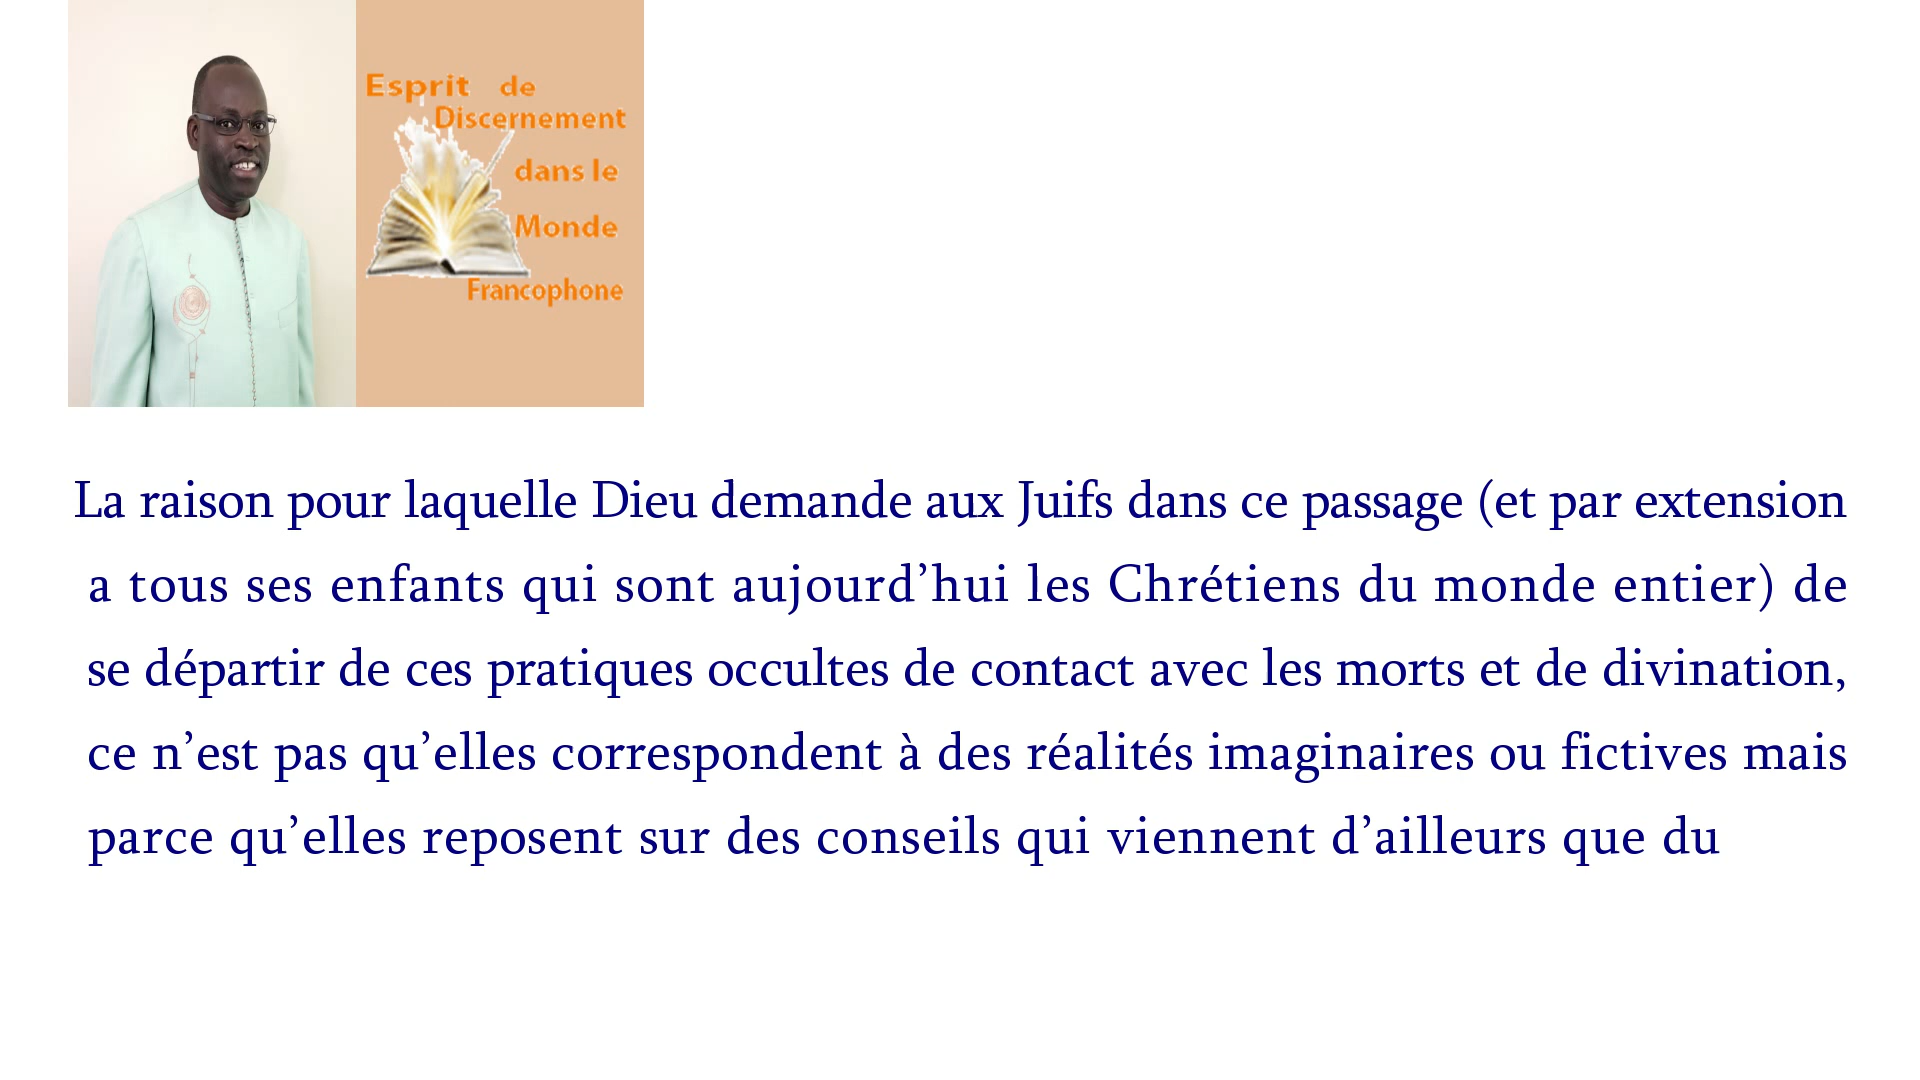 Esprit de
Discernement
dans le
Monde
Francophone
La raison pour laquelle Dieu demande aux Juifs dans ce passage (et par extension
a tous ses enfants qui sont aujourd’hui les Chrétiens du monde entier) de
se départir de ces pratiques occultes de contact avec les morts et de divination,
ce n’est pas qu’elles correspondent à des réalités imaginaires ou fictives mais
parce qu’elles reposent sur des conseils qui viennent d’ailleurs que du